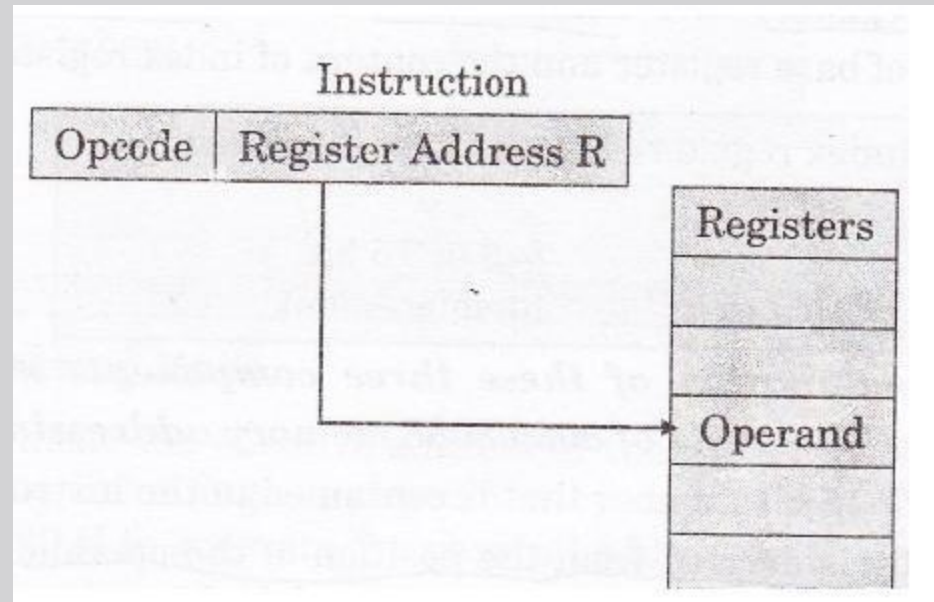 Instruction
Opcode
Register Address R
Registers
Operand